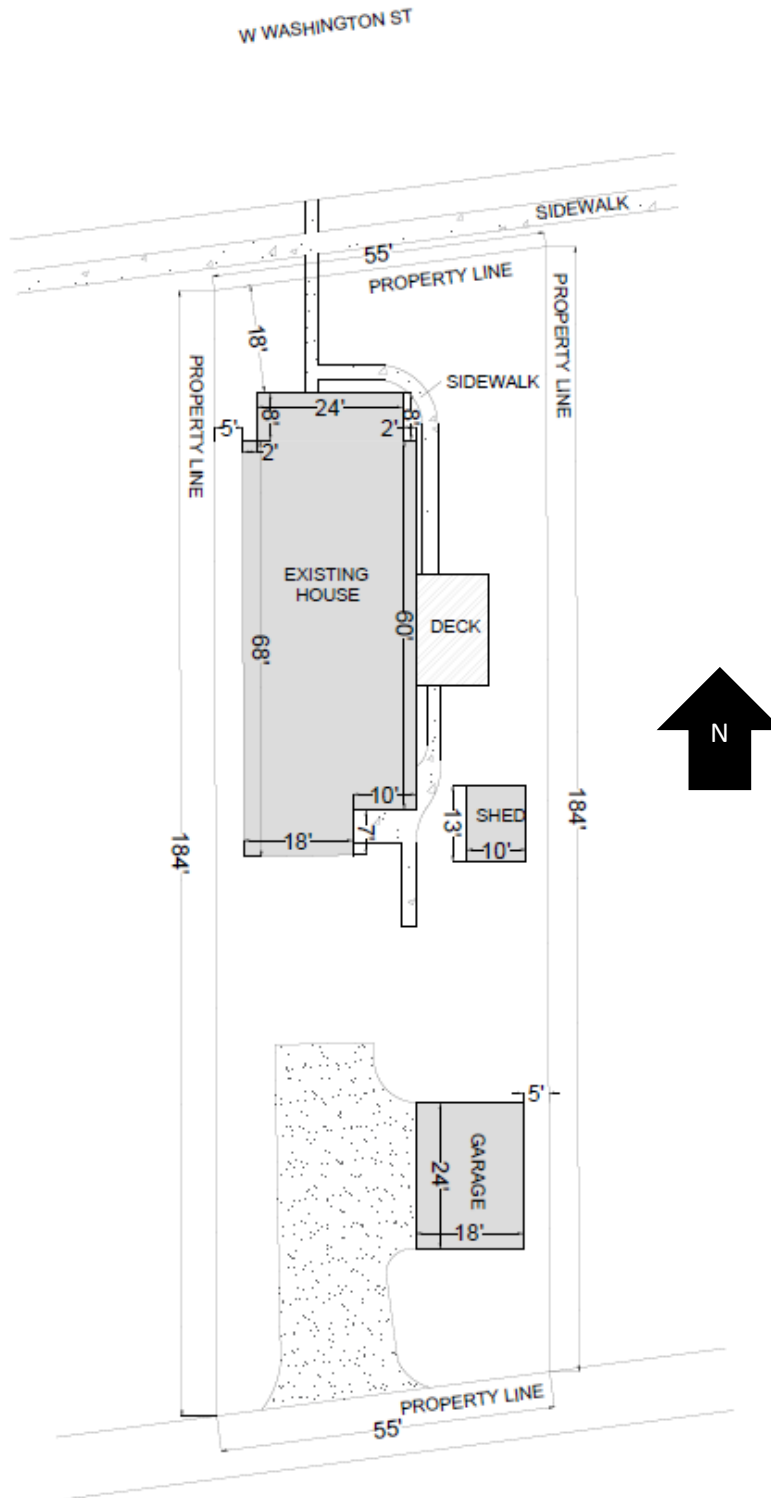 W WASHINGTON ST
SIDEWALK
55'
PROPERTY LINE
18'
PROPERTY LINE
PROPERTY LINE
SIDEWALK
24'
8'
8'
5'
2'
2'
EXISTING
HOUSE
DECK
60'
68'
N
10'
SHED
13'
10'
7'
18'
184'
184'
5'
GARAGE
24'
18'
PROPERTY LINE
55'